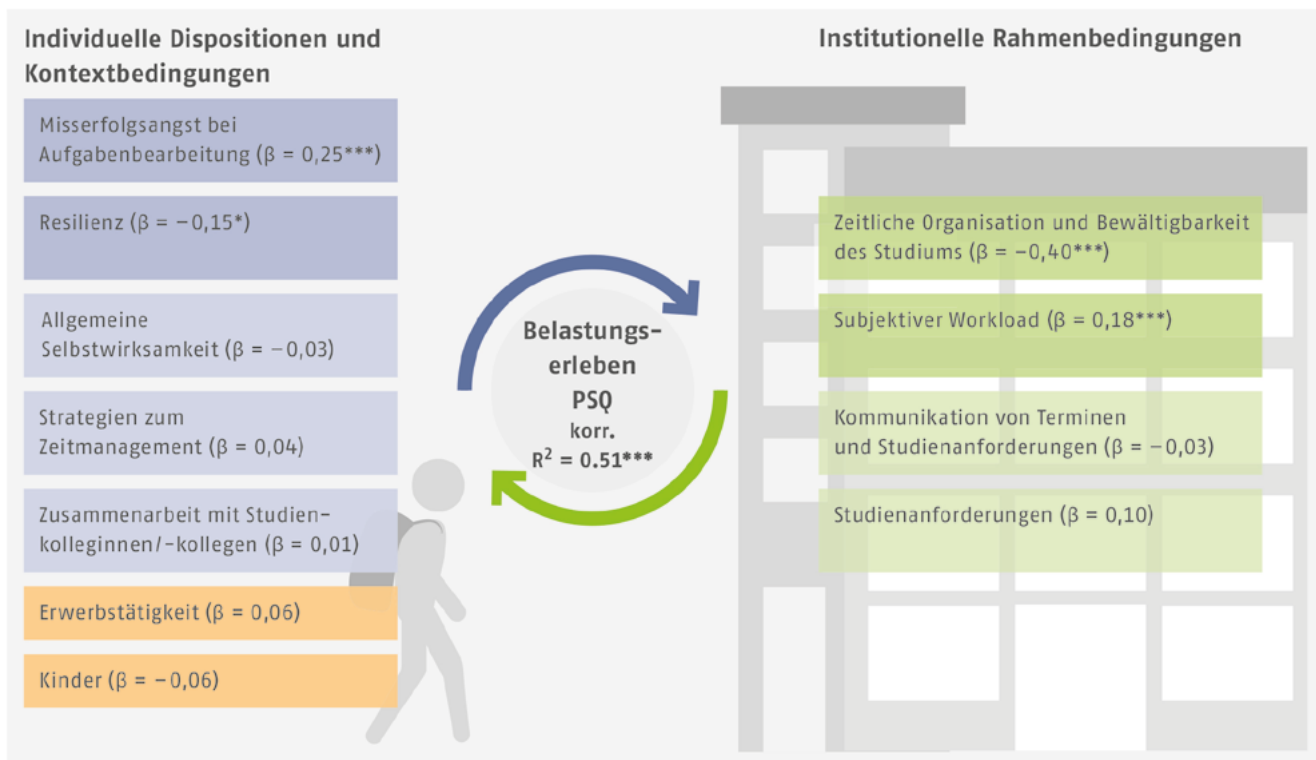 Individuelle Dispositionen und
Kontextbedingungen
Misserfolgsangst bei
Aufgabenbearbeitung (β = 0,25***)
Resilienz (β = −0,15*)
Allgemeine
Selbstwirksamkeit (β = −0,03)
Strategien zum
Zeitmanagement (β = 0,04)
Zusammenarbeit mit Studien-
kolleginnen/-kollegen (β = 0,01)
Erwerbstätigkeit (β = 0,06)
Kinder (β = −0,06)
Belastungs-
erleben
PSQ
korr.
R² = 0.51***
Institutionelle Rahmenbedingungen
Zeitliche Organisation und Bewältigbarkeit
des Studiums (β = −0,40***)
Subjektiver Workload (β = 0,18***)
Kommunikation von Terminen
und Studienanforderungen (β = −0,03)
Studienanforderungen (β = 0,10)